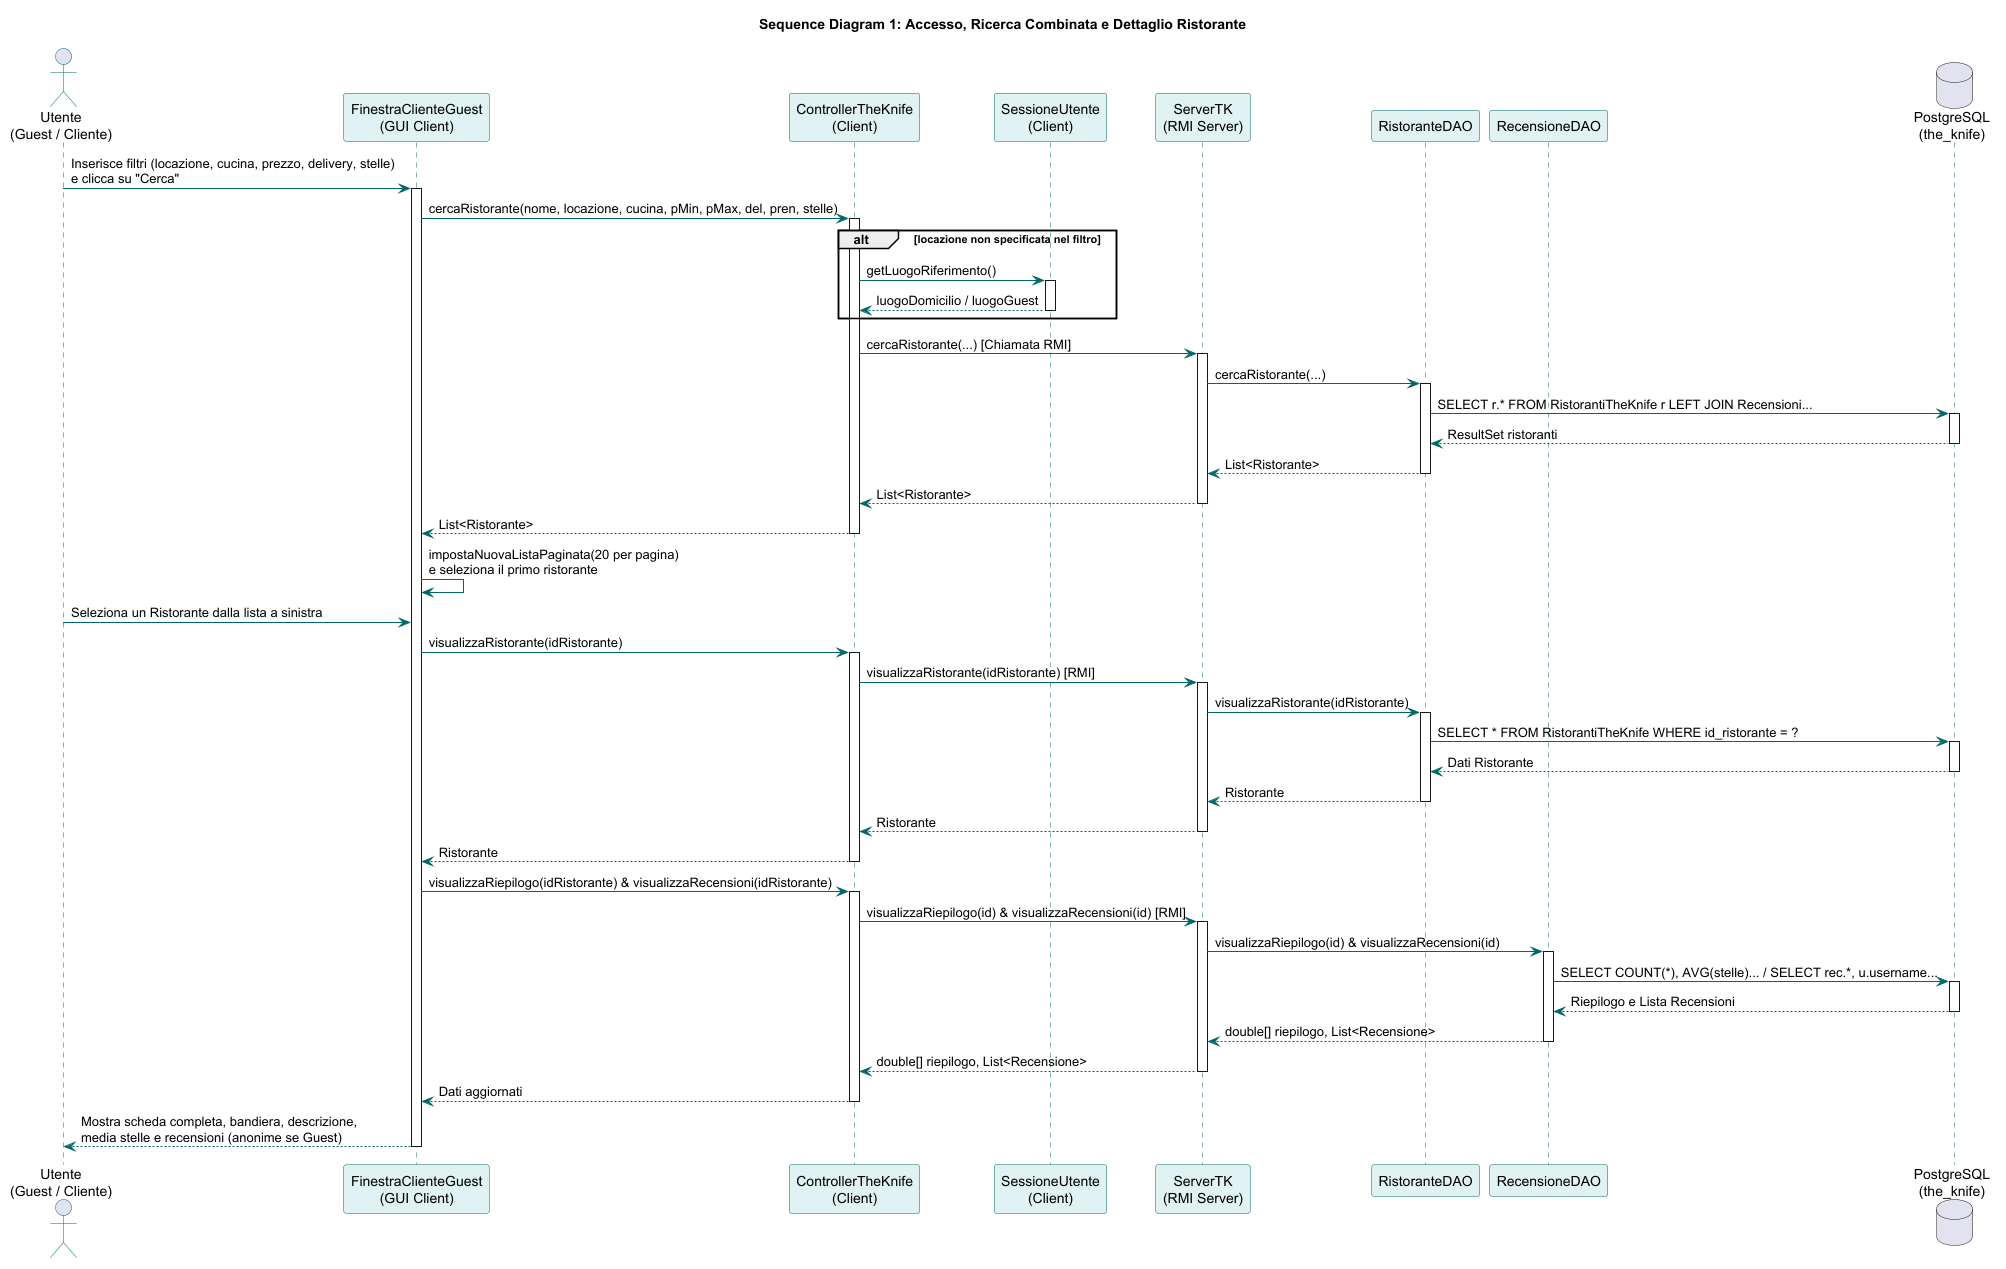 Sequence Diagram 1: Accesso, Ricerca Combinata e Dettaglio Ristorante
Utente
(Guest / Cliente)
FinestraClienteGuest
(GUI Client)
ControllerTheKnife
(Client)
SessioneUtente
(Client)
ServerTK
(RMI Server)
RistoranteDAO
RecensioneDAO
PostgreSQL
(the_knife)
Inserisce filtri (locazione, cucina, prezzo, delivery, stelle)
e clicca su "Cerca"
cercaRistorante(nome, locazione, cucina, pMin, pMax, del, pren, stelle)
alt
[locazione non specificata nel filtro]
getLuogoRiferimento()
luogoDomicilio / luogoGuest
cercaRistorante(...) [Chiamata RMI]
cercaRistorante(...)
SELECT r.* FROM RistorantiTheKnife r LEFT JOIN Recensioni...
ResultSet ristoranti
List<Ristorante>
List<Ristorante>
List<Ristorante>
impostaNuovaListaPaginata(20 per pagina)
e seleziona il primo ristorante
Seleziona un Ristorante dalla lista a sinistra
visualizzaRistorante(idRistorante)
visualizzaRistorante(idRistorante) [RMI]
visualizzaRistorante(idRistorante)
SELECT * FROM RistorantiTheKnife WHERE id_ristorante = ?
Dati Ristorante
Ristorante
Ristorante
Ristorante
visualizzaRiepilogo(idRistorante) & visualizzaRecensioni(idRistorante)
visualizzaRiepilogo(id) & visualizzaRecensioni(id) [RMI]
visualizzaRiepilogo(id) & visualizzaRecensioni(id)
SELECT COUNT(*), AVG(stelle)... / SELECT rec.*, u.username...
Riepilogo e Lista Recensioni
double[] riepilogo, List<Recensione>
double[] riepilogo, List<Recensione>
Dati aggiornati
Mostra scheda completa, bandiera, descrizione,
media stelle e recensioni (anonime se Guest)
Utente
(Guest / Cliente)
FinestraClienteGuest
(GUI Client)
ControllerTheKnife
(Client)
SessioneUtente
(Client)
ServerTK
(RMI Server)
RistoranteDAO
RecensioneDAO
PostgreSQL
(the_knife)